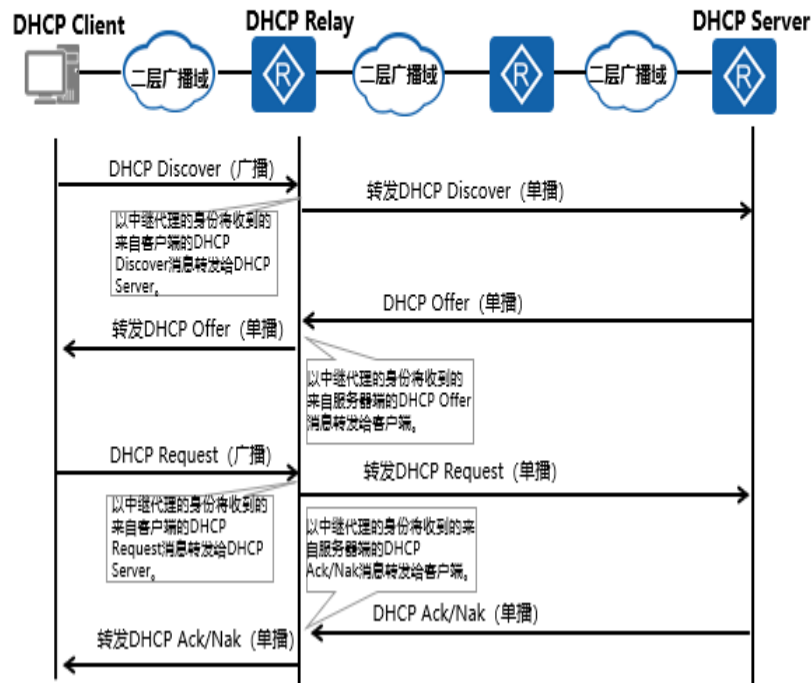 DHCP Client
DHCP Relay
DHCP Server
二层广播域
R
二层广播域
R
二层广播域
R
DHCP Discover (广播)
转发DHCP Discover (单播)
以中继代理的身份将收到的
来自客户端的DHCP
Discover消息转发给DHCP
Server。
DHCP Offer (单播)
转发DHCP Offer (单播)
以中继代理的身份将收到的
来自服务器端的DHCP Offer
消息转发给客户端。
DHCP Request (广播)
转发DHCP Request (单播)
以中继代理的身份将收到的
来自客户端的DHCP
Request消息转发给DHCP
Server。
以中继代理的身份将收到的来
自服务器端的DHCP
Ack/Nak消息转发给客户端。
DHCP Ack/Nak (单播)
转发DHCP Ack/Nak (单播)